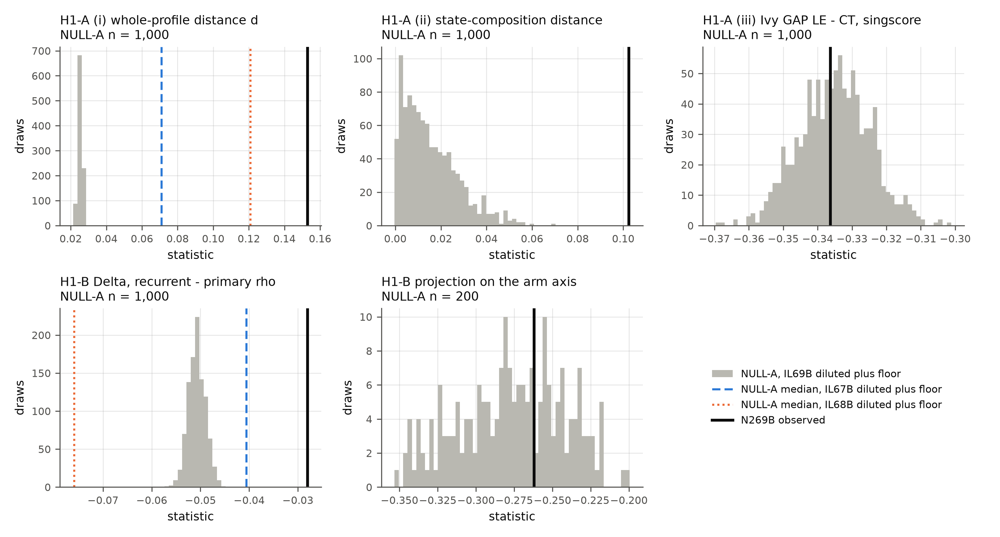 H1-A (i) whole-profile distance d
NULL-A n = 1,000
700
600
500
400
300
200
100
0
draws
0.02 0.04 0.06 0.08 0.10 0.12 0.14 0.16
statistic
H1-A (ii) state-composition distance
NULL-A n = 1,000
100
80
60
40
20
0
draws
0.00 0.02 0.04 0.06 0.08 0.10
statistic
H1-A (iii) Ivy GAP LE - CT, singscore
NULL-A n = 1,000
50
40
30
20
10
0
draws
−0.37 −0.36 −0.35 −0.34 −0.33 −0.32 −0.31 −0.30
statistic
H1-B Delta, recurrent - primary rho
NULL-A n = 1,000
200
150
100
50
0
draws
−0.07 −0.06 −0.05 −0.04 −0.03
statistic
H1-B projection on the arm axis
NULL-A n = 200
10
8
6
4
2
0
draws
−0.350 −0.325 −0.300 −0.275 −0.250 −0.225 −0.200
statistic
NULL-A, IL69B diluted plus floor
NULL-A median, IL67B diluted plus floor
NULL-A median, IL68B diluted plus floor
N269B observed